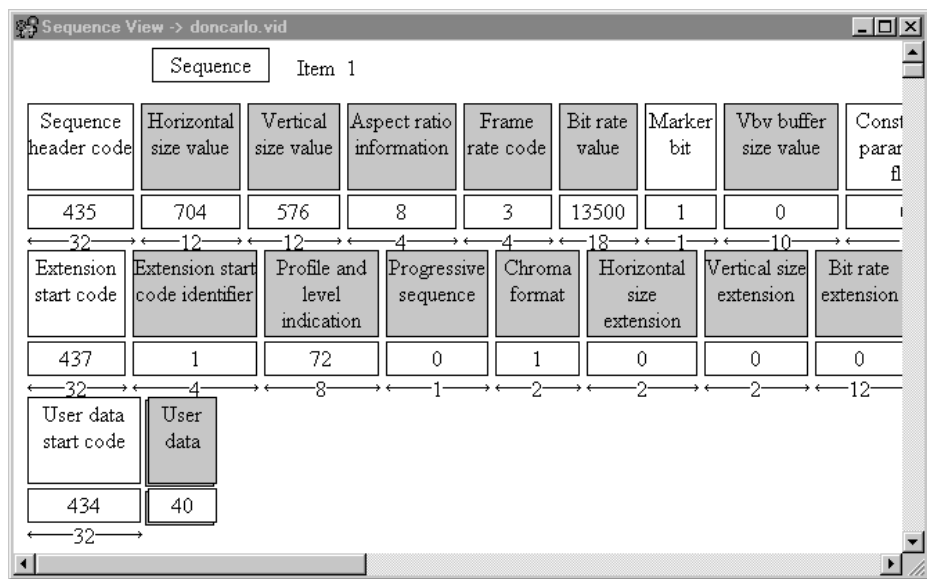 Sequence View -> doncarlo.vid
Sequence Item 1
Sequence Horizontal Vertical Aspect ratio Frame Bit rate Marker Vbv buffer Const
header code size value size value information rate code value bit size value parar
fl
435 704 576 8 3 13500 1 0
32 12 12 4 4 18 1 10
Extension Extension start Profile and Progressive Chroma Horizontal Vertical size Bit rate
start code code identifier level sequence format size extension extension
indication extension
437 1 72 0 1 0 0 0
32 4 8 1 2 2 2 12
User data User
start code data
434 40
32